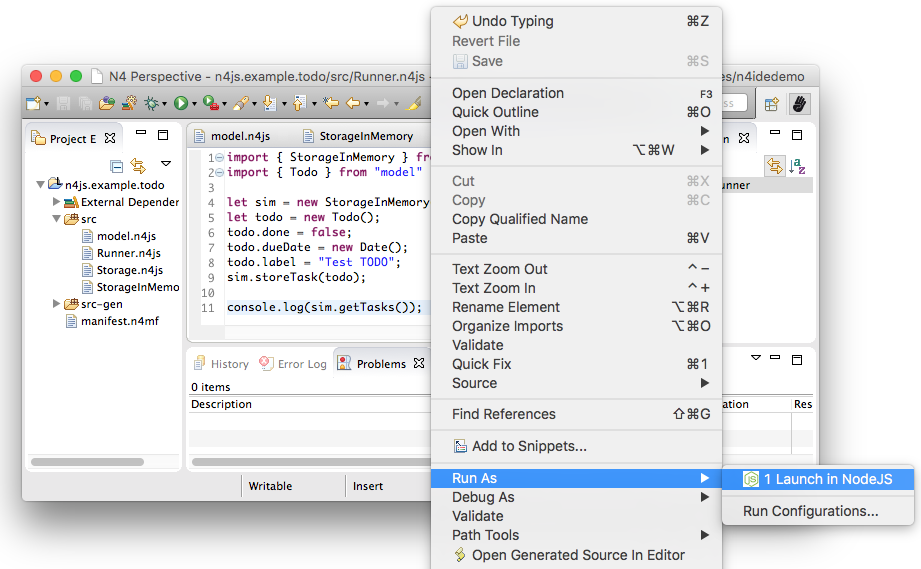 N4 Perspective - n4js.example.todo/src/Runner.n4js -
es/n4idedemo
ss
Project E
n4js.example.todo
External Depender
src
model.n4js
Runner.n4js
Storage.n4js
StorageInMemo
src-gen
manifest.n4mf
model.n4js
StorageInMemory
1 import { StorageInMemory } fro
2 import { Todo } from "model"
3
4 let sim = new StorageInMemory
5 let todo = new Todo();
6 todo.done = false;
7 todo.dueDate = new Date();
8 todo.label = "Test TODO";
9 sim.storeTask(todo);
10
11 console.log(sim.getTasks());
n
a z
unner
History
Error Log
Problems
0 items
Description
ation
Res
Writable
Insert
Undo Typing ⌘Z
Revert File
Save ⌘S
Open Declaration F3
Quick Outline ⌘O
Open With
Show In ⌥⌘W
Cut ⌘X
Copy ⌘C
Copy Qualified Name
Paste ⌘V
Text Zoom Out ^ −
Text Zoom In ^ +
Rename Element ⌥⌘R
Organize Imports ⌥⌘O
Validate
Quick Fix ⌘1
Source
Find References ⇧⌘G
Add to Snippets...
Run As
Debug As
Validate
Path Tools
Open Generated Source In Editor
JS 1 Launch in NodeJS
Run Configurations...